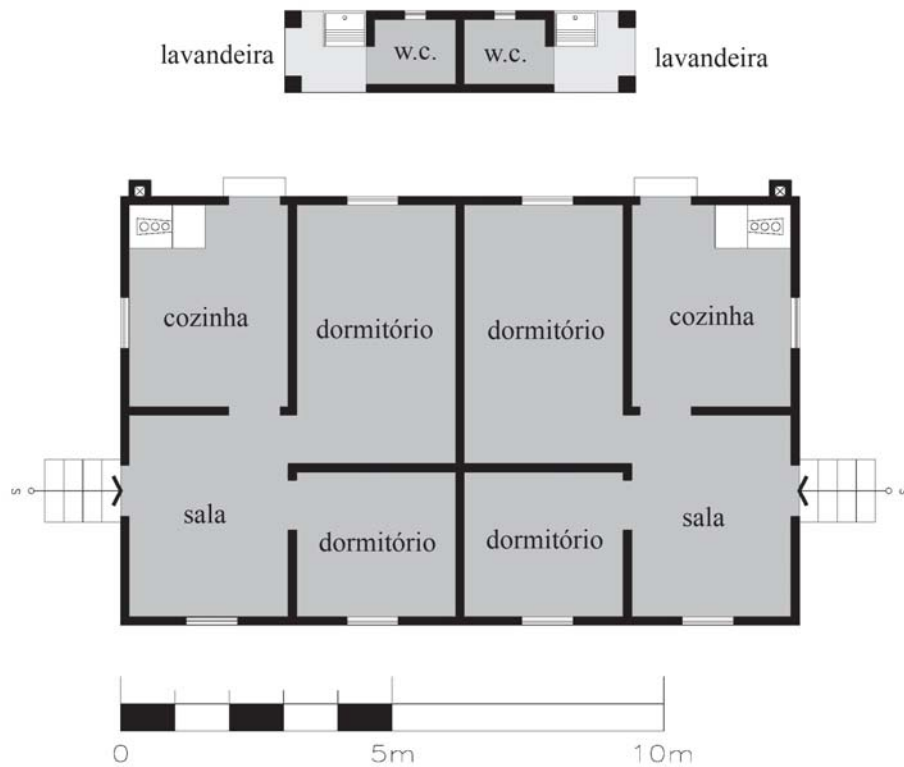 lavandeira
w.c.
w.c.
lavandeira
cozinha
dormitório
dormitório
cozinha
s
s
sala
dormitório
dormitório
sala
0
5m
10m